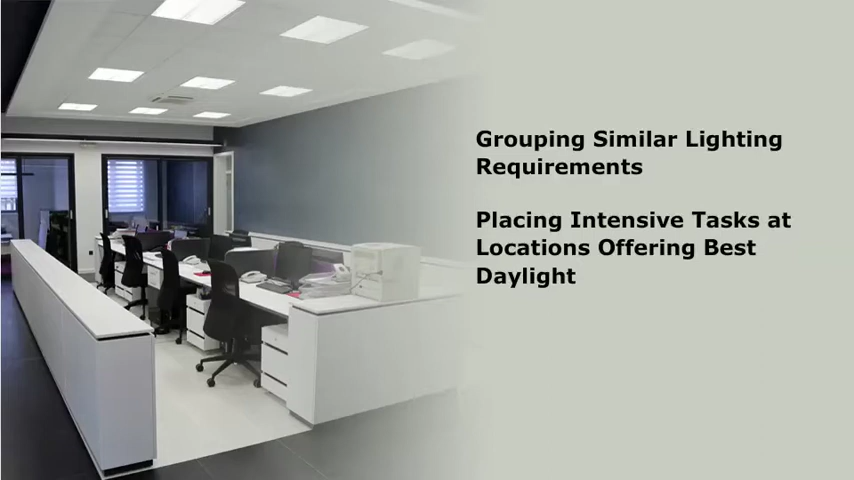 Grouping Similar Lighting
Requirements
Placing Intensive Tasks at
Locations Offering Best
Daylight